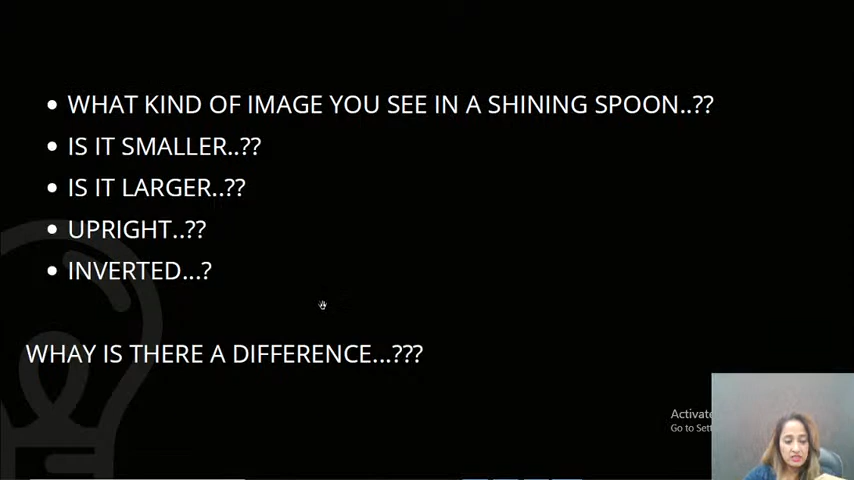 WHAT KIND OF IMAGE YOU SEE IN A SHINING SPOON..??
IS IT SMALLER..??
IS IT LARGER..??
UPRIGHT..??
INVERTED...?
WHAY IS THERE A DIFFERENCE...???
Activate
Go to Sett